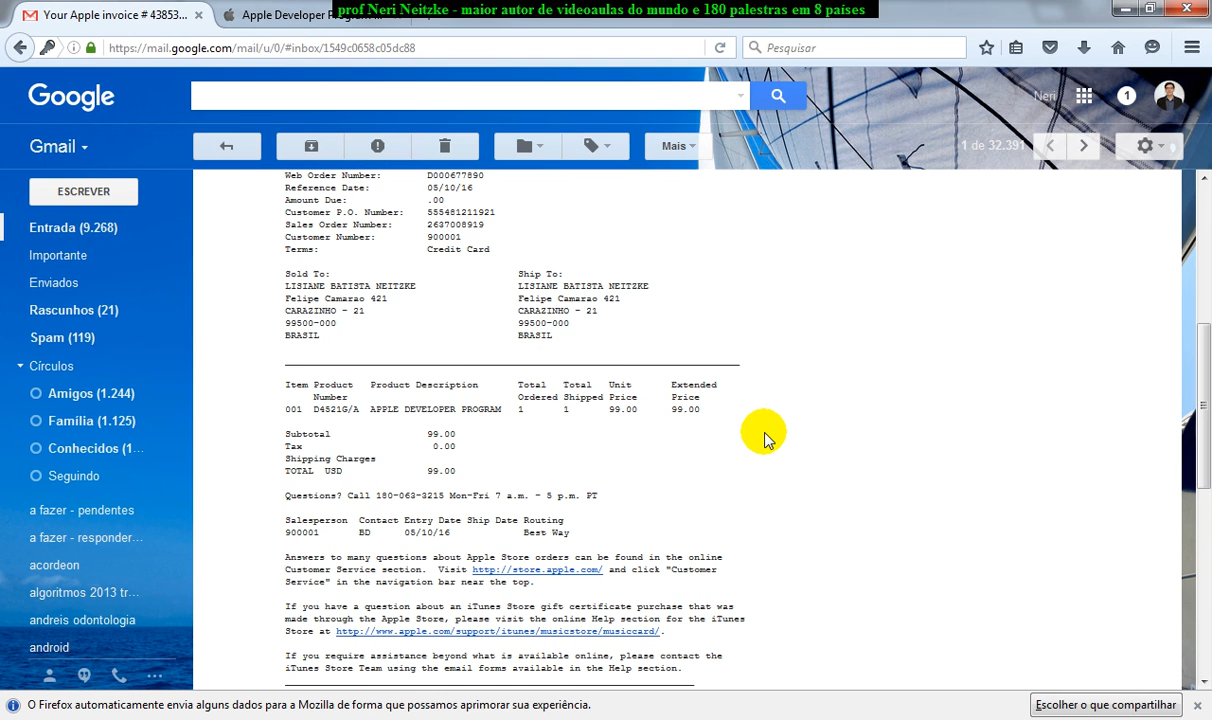 Your Apple invoice # 43853...
Apple Developer Program
prof Neri Neitzke - maior autor de videoaulas do mundo e 180 palestras em 8 países
https://mail.google.com/mail/u/0/#inbox/1549c0658c05dc88
Pesquisar
Google
Neri
1
Gmail
Mais
1 de 32.391
ESCREVER
Entrada (9.268)
Importante
Enviados
Rascunhos (21)
Spam (119)
Círculos
Amigos (1.244)
Família (1.125)
Conhecidos (1...
Seguindo
a fazer - pendentes
a fazer - responder...
acordeon
algoritmos 2013 tr...
andreis odontologia
android
Web Order Number: D000677890
Reference Date: 05/10/16
Amount Due: .00
Customer P.O. Number: 555481211921
Sales Order Number: 2637008919
Customer Number: 900001
Terms: Credit Card
Sold To: Ship To:
LISIANE BATISTA NEITZKE LISIANE BATISTA NEITZKE
Felipe Camarao 421 Felipe Camarao 421
CARAZINHO - 21 CARAZINHO - 21
99500-000 99500-000
BRASIL BRASIL
Item Product Product Description Total Total Unit Extended
Number Ordered Shipped Price Price
001 D4521G/A APPLE DEVELOPER PROGRAM 1 1 99.00 99.00
Subtotal 99.00
Tax 0.00
Shipping Charges
TOTAL USD 99.00
Questions? Call 180-063-3215 Mon-Fri 7 a.m. - 5 p.m. PT
Salesperson Contact Entry Date Ship Date Routing
900001 BD 05/10/16 Best Way
Answers to many questions about Apple Store orders can be found in the online
Customer Service section. Visit http://store.apple.com/ and click "Customer
Service" in the navigation bar near the top.
If you have a question about an iTunes Store gift certificate purchase that was
made through the Apple Store, please visit the online Help section for the iTunes
Store at http://www.apple.com/support/itunes/musicstore/musiccard/.
If you require assistance beyond what is available online, please contact the
iTunes Store Team using the email forms available in the Help section.
O Firefox automaticamente envia alguns dados para a Mozilla de forma que possamos aprimorar sua experiência.
Escolher o que compartilhar